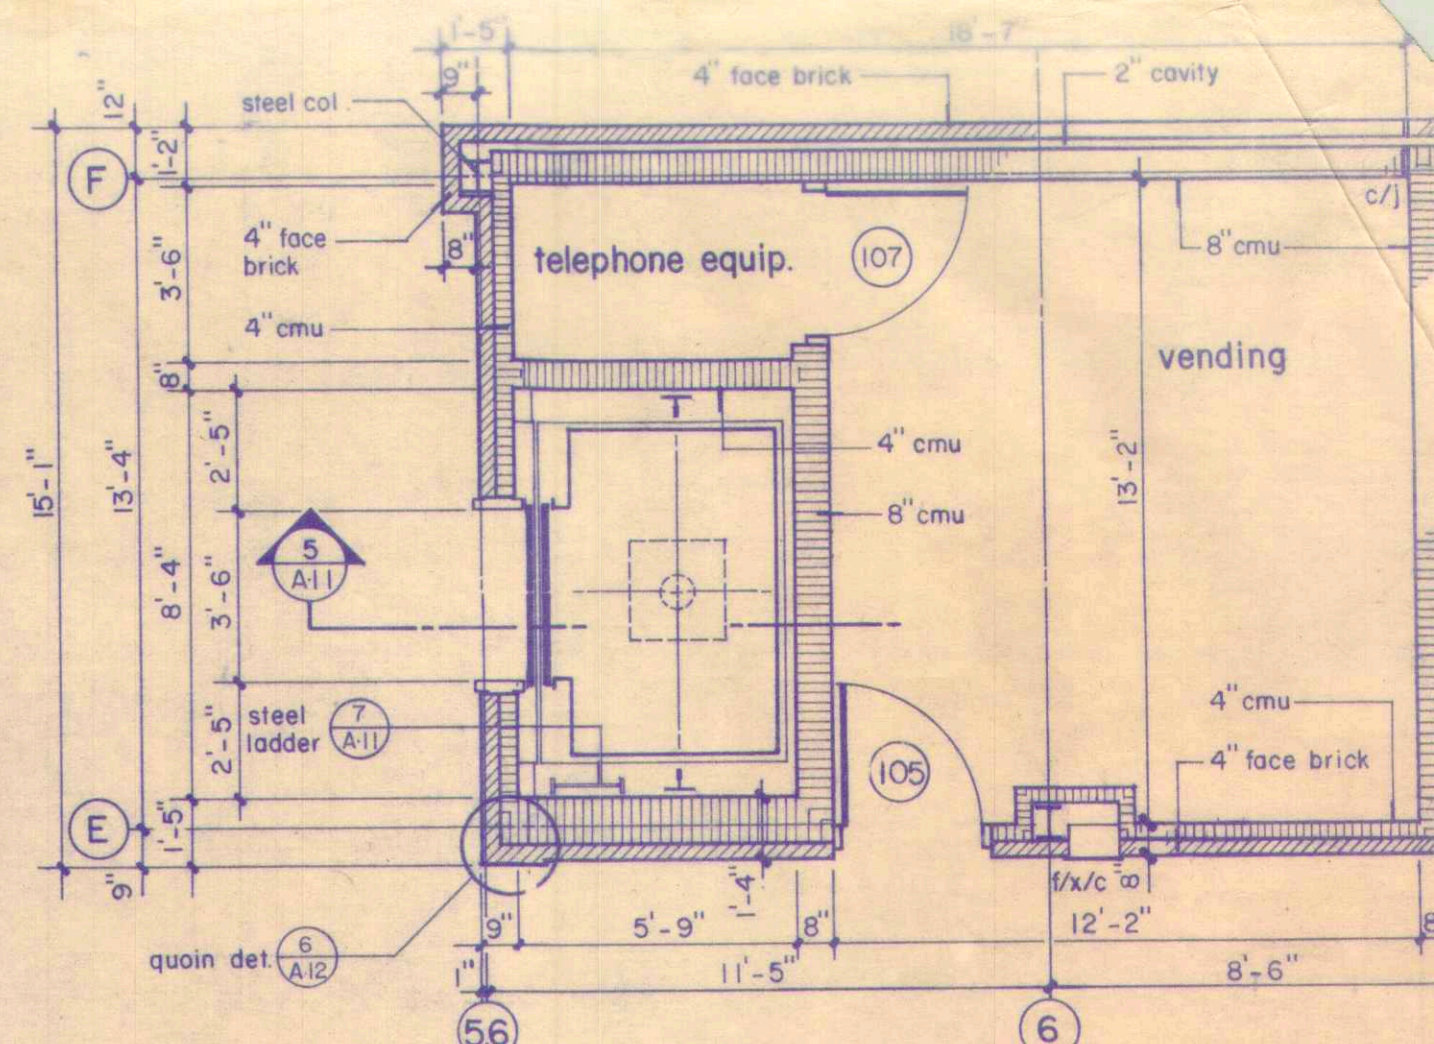 1'-5"
18'-7"
9"
4" face brick
2" cavity
steel col.
12"
1'-2"
F
c/j
4" face
brick
8"
telephone equip.
107
8" cmu
3'-6"
4" cmu
vending
8"
2'-5"
4" cmu
15'-1"
13'-4"
13'-2"
8" cmu
5
A·11
8'-4"
3'-6"
steel
ladder
7
A·11
4" cmu
2'-5"
105
4" face brick
E
1'-5"
9"
1'-4"
f/x/c
8"
9"
5'-9"
8"
12'-2"
8
quoin det.
6
A·12
1"
11'-5"
8'-6"
5.6
6